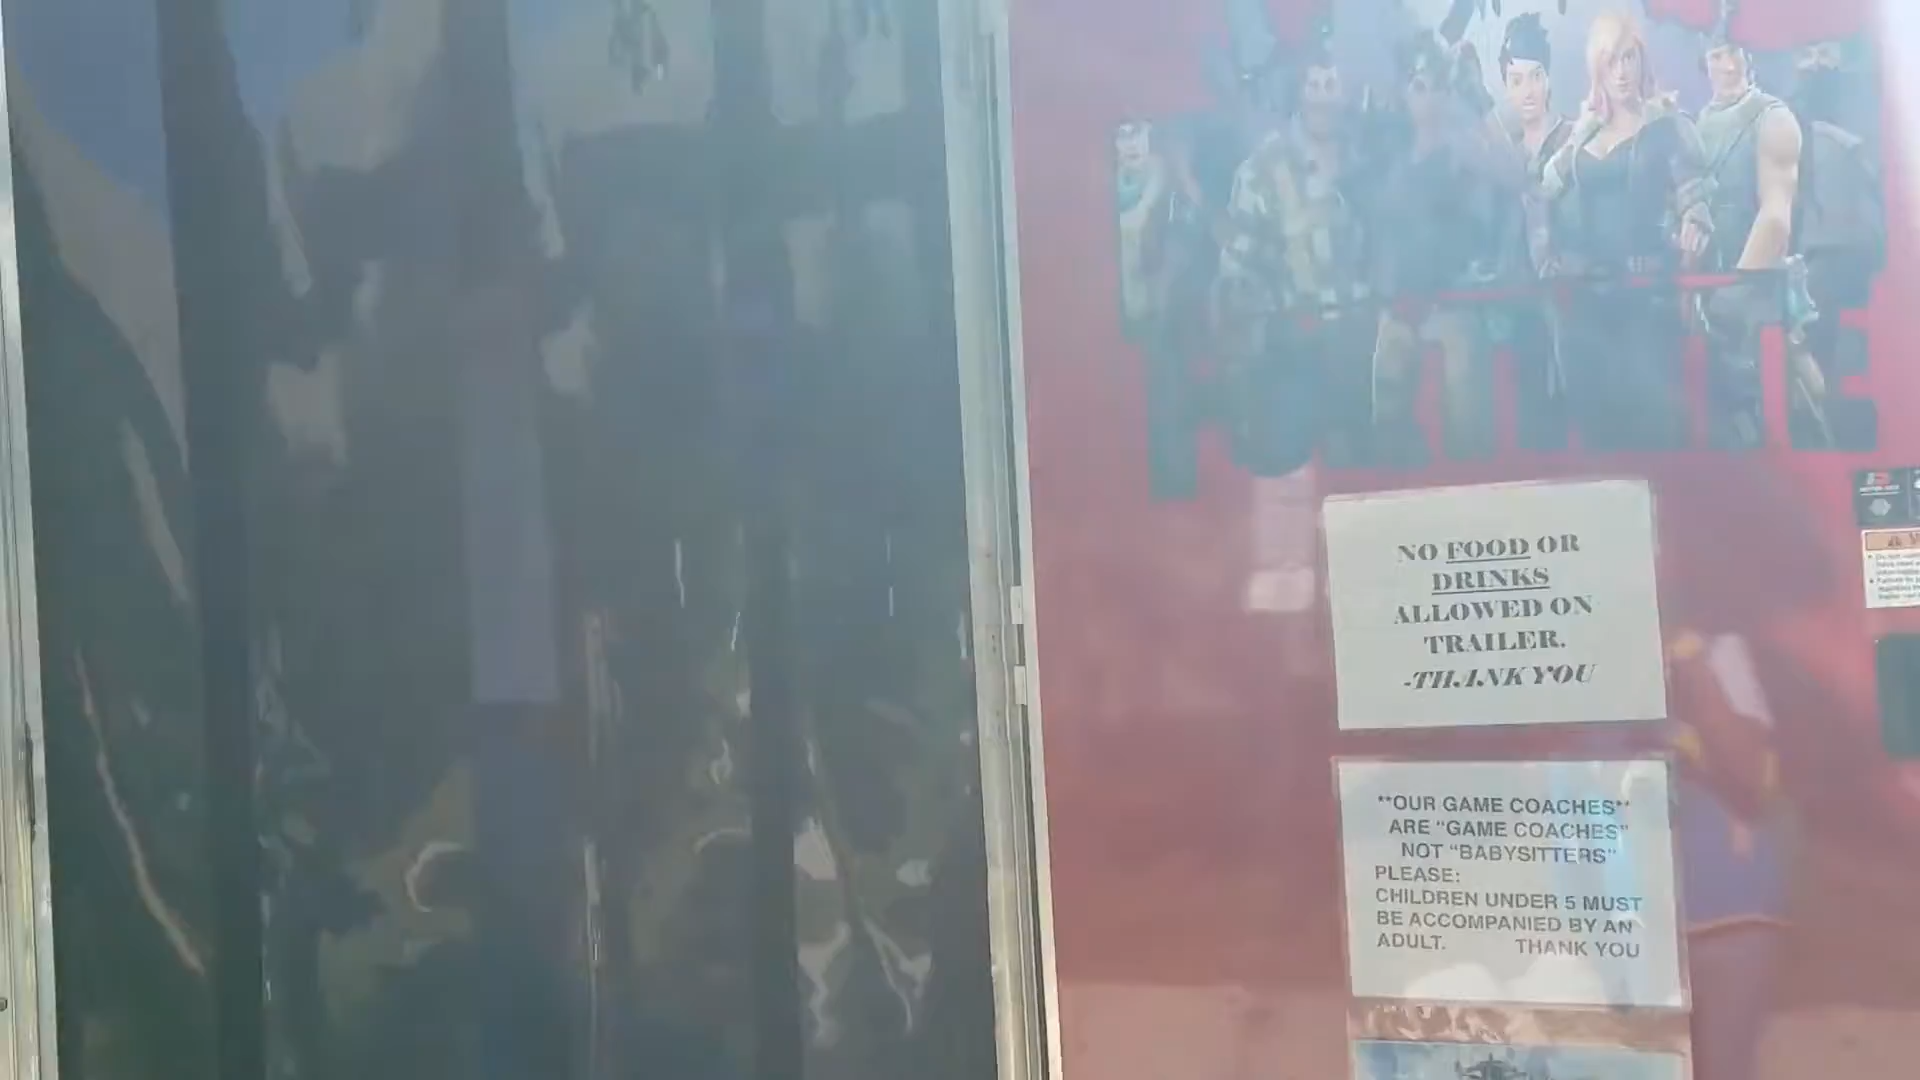 FORTNITE
NO FOOD OR
DRINKS
ALLOWED ON
TRAILER.
-THANK YOU
**OUR GAME COACHES**
ARE "GAME COACHES"
NOT "BABYSITTERS"
PLEASE:
CHILDREN UNDER 5 MUST
BE ACCOMPANIED BY AN
ADULT. THANK YOU